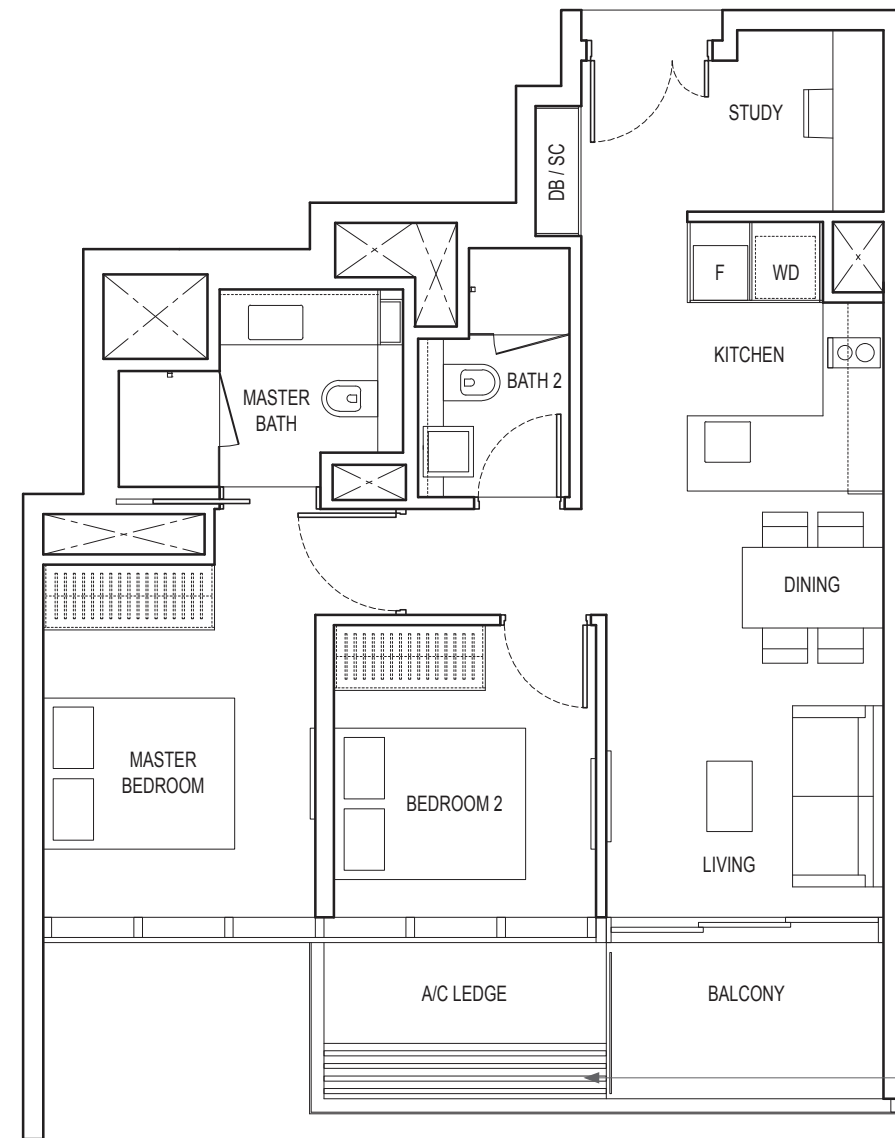 STUDY
DB / SC
F
WD
KITCHEN
MASTER
BATH
BATH 2
DINING
MASTER
BEDROOM
BEDROOM 2
LIVING
A/C LEDGE
BALCONY